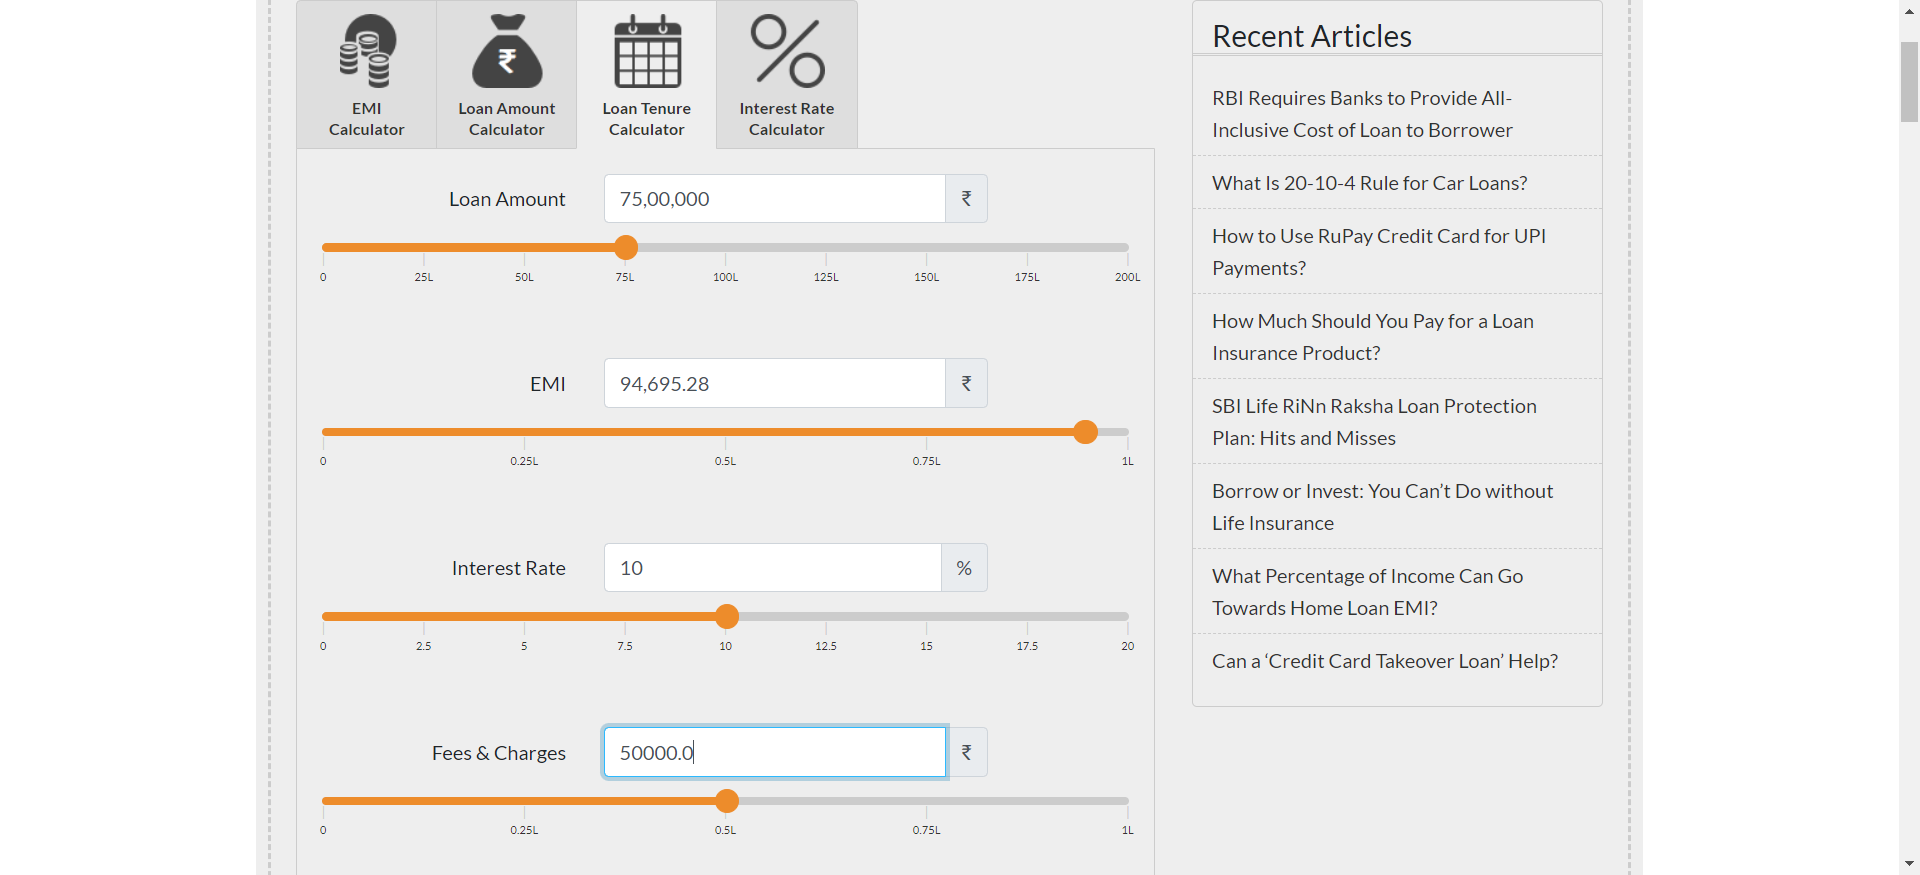 EMI
Calculator
Loan Amount
Calculator
Loan Tenure
Calculator
Interest Rate
Calculator
Loan Amount
75,00,000
₹
0 25L 50L 75L 100L 125L 150L 175L 200L
EMI
94,695.28
₹
0 0.25L 0.5L 0.75L 1L
Interest Rate
10
%
0 2.5 5 7.5 10 12.5 15 17.5 20
Fees & Charges
50000.0
₹
0 0.25L 0.5L 0.75L 1L
Recent Articles
RBI Requires Banks to Provide All-
Inclusive Cost of Loan to Borrower
What Is 20-10-4 Rule for Car Loans?
How to Use RuPay Credit Card for UPI
Payments?
How Much Should You Pay for a Loan
Insurance Product?
SBI Life RiNn Raksha Loan Protection
Plan: Hits and Misses
Borrow or Invest: You Can’t Do without
Life Insurance
What Percentage of Income Can Go
Towards Home Loan EMI?
Can a ‘Credit Card Takeover Loan’ Help?